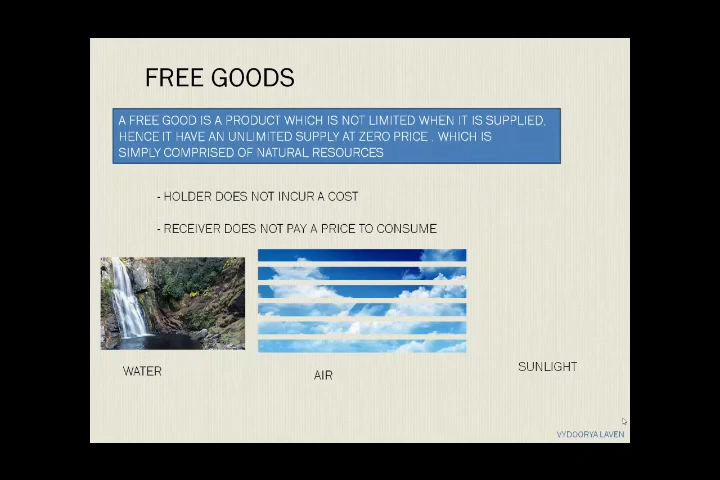 FREE GOODS
A FREE GOOD IS A PRODUCT WHICH IS NOT LIMITED WHEN IT IS SUPPLIED,
HENCE IT HAVE AN UNLIMITED SUPPLY AT ZERO PRICE , WHICH IS
SIMPLY COMPRISED OF NATURAL RESOURCES
- HOLDER DOES NOT INCUR A COST
- RECEIVER DOES NOT PAY A PRICE TO CONSUME
WATER
AIR
SUNLIGHT
VYDOORYA LAVEN